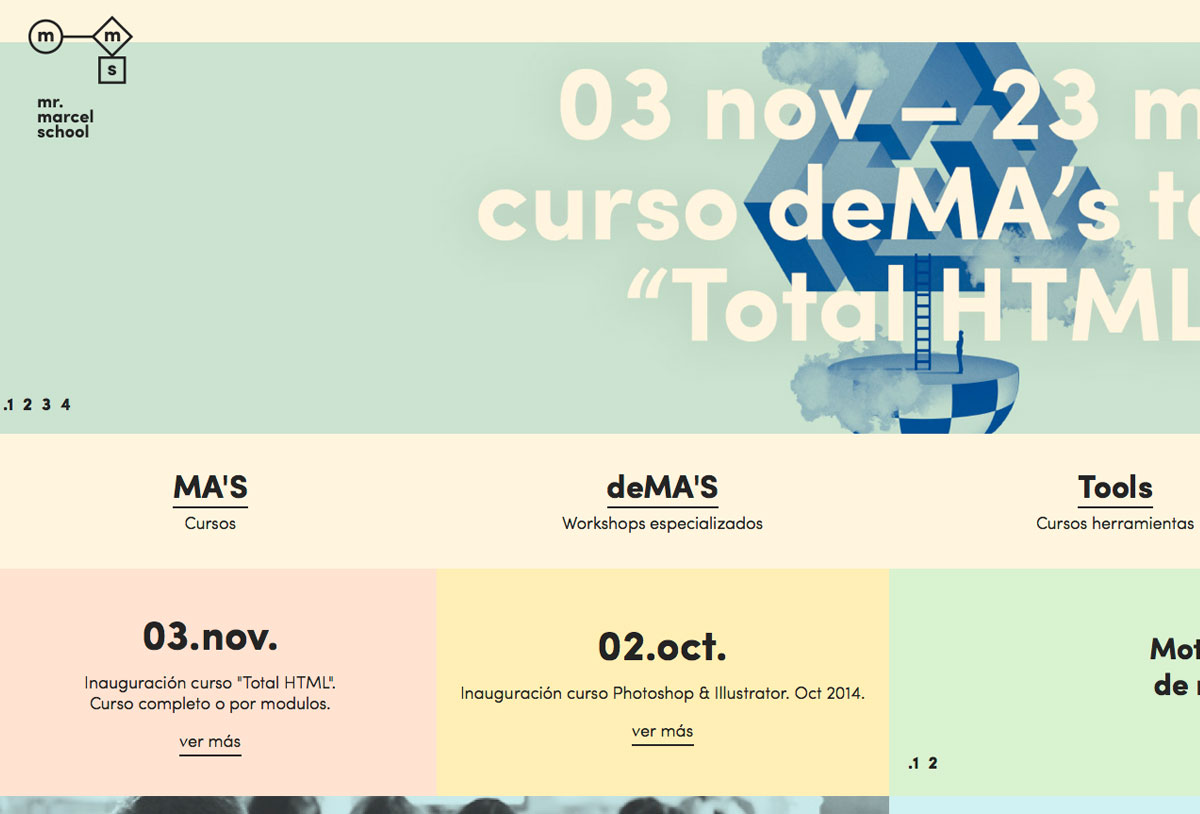 m m
s
mr.
marcel
school
03 nov – 23 m
curso deMA’s t
“Total HTML
.1 2 3 4
MA'S
Cursos
deMA'S
Workshops especializados
Tools
Cursos herramientas
03.nov.
Inauguración curso "Total HTML".
Curso completo o por modulos.
ver más
02.oct.
Inauguración curso Photoshop & Illustrator. Oct 2014.
ver más
Mot
de
.1 2